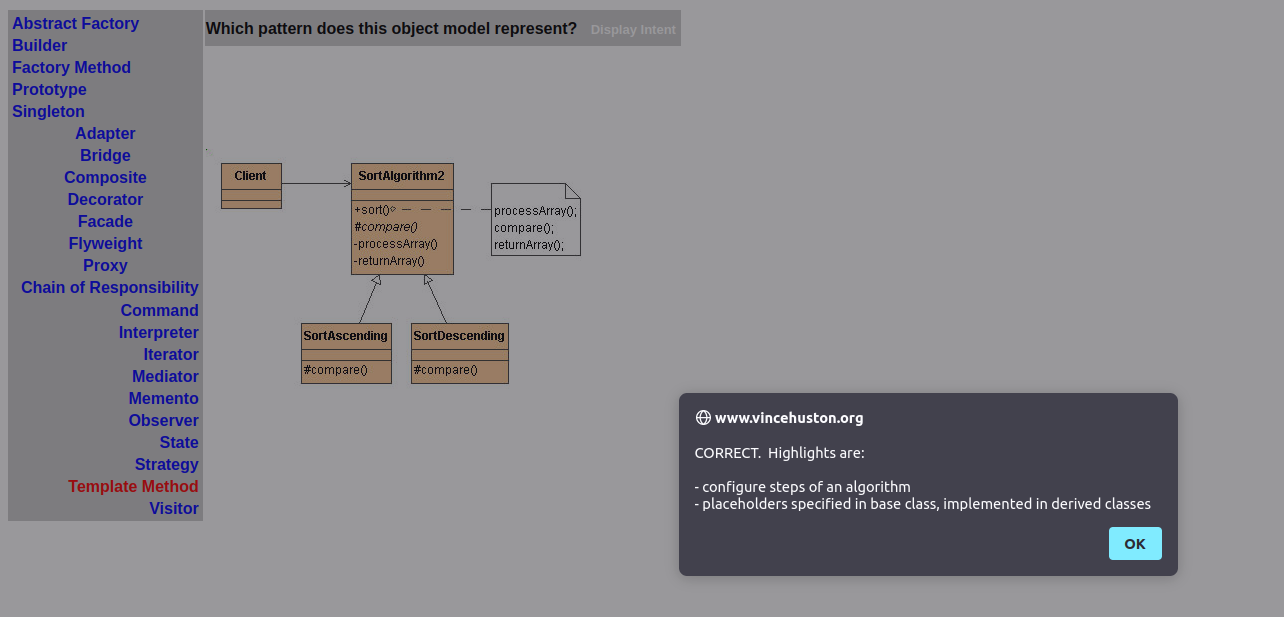 Abstract Factory
Builder
Factory Method
Prototype
Singleton
Adapter
Bridge
Composite
Decorator
Facade
Flyweight
Proxy
Chain of Responsibility
Command
Interpreter
Iterator
Mediator
Memento
Observer
State
Strategy
Template Method
Visitor
Which pattern does this object model represent? Display Intent
Client
SortAlgorithm2
+sort()
#compare()
-processArray()
-returnArray()
processArray();
compare();
returnArray();
SortAscending
#compare()
SortDescending
#compare()
www.vincehuston.org
CORRECT. Highlights are:
- configure steps of an algorithm
- placeholders specified in base class, implemented in derived classes
OK